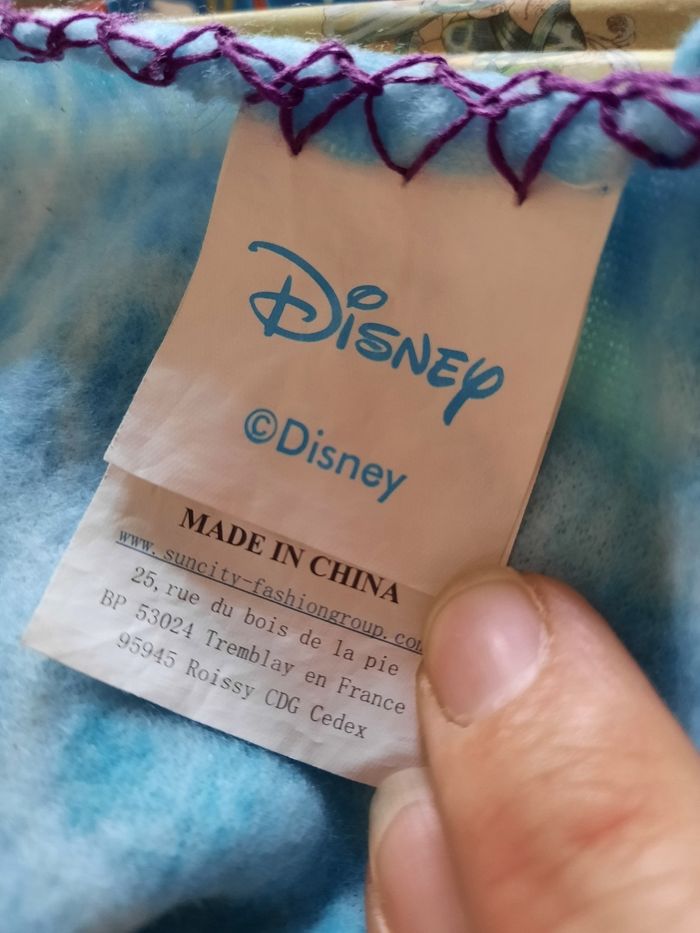 Disney
©Disney
MADE IN CHINA
www.suncity-fashiongroup.com
25, rue du bois de la pie
BP 53024 Tremblay en France
95945 Roissy CDG Cedex